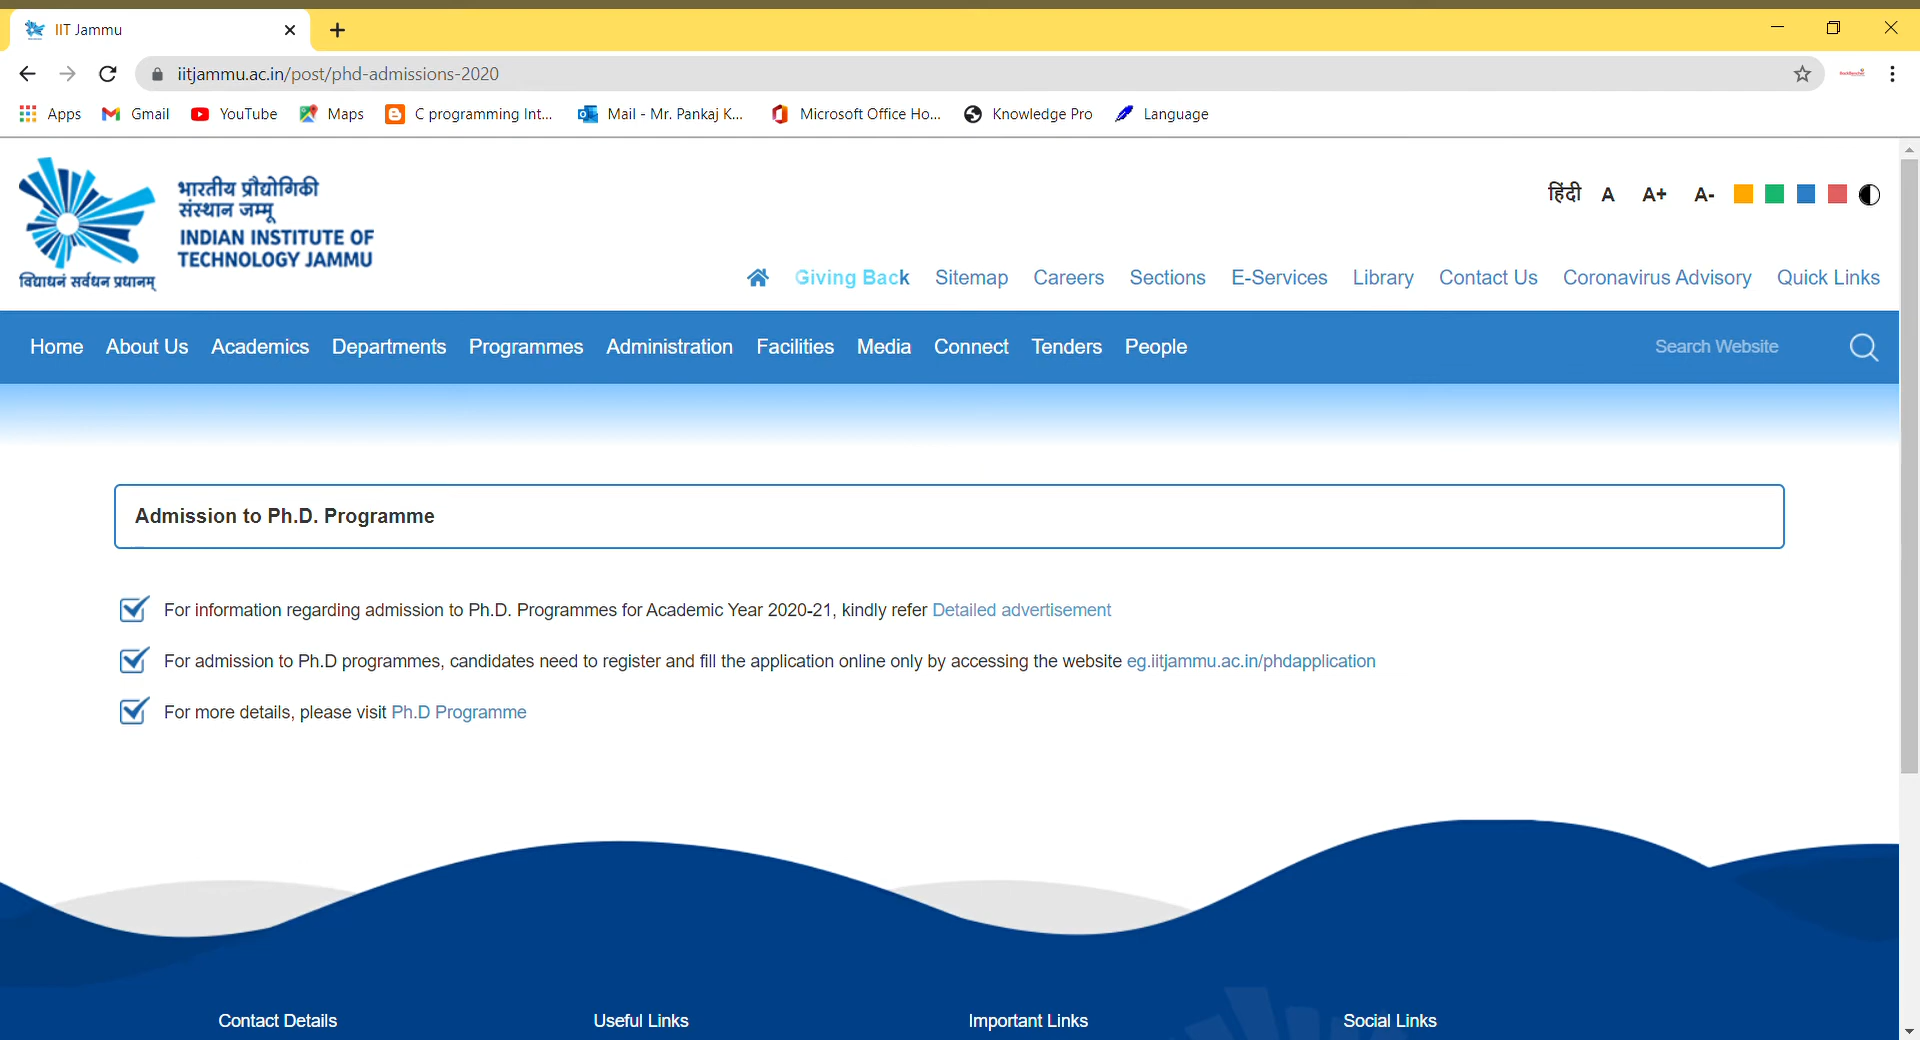 IIT Jammu
iitjammu.ac.in/post/phd-admissions-2020
Apps Gmail YouTube Maps C programming Int... Mail - Mr. Pankaj K... Microsoft Office Ho... Knowledge Pro Language
भारतीय प्रौद्योगिकी
संस्थान जम्मू
INDIAN INSTITUTE OF
TECHNOLOGY JAMMU
विद्याधनं सर्वधन प्रधानम्
हिंदी A A+ A-
Giving Back Sitemap Careers Sections E-Services Library Contact Us Coronavirus Advisory Quick Links
Home About Us Academics Departments Programmes Administration Facilities Media Connect Tenders People Search Website
Admission to Ph.D. Programme
For information regarding admission to Ph.D. Programmes for Academic Year 2020-21, kindly refer Detailed advertisement
For admission to Ph.D programmes, candidates need to register and fill the application online only by accessing the website eg.iitjammu.ac.in/phdapplication
For more details, please visit Ph.D Programme
Contact Details Useful Links Important Links Social Links